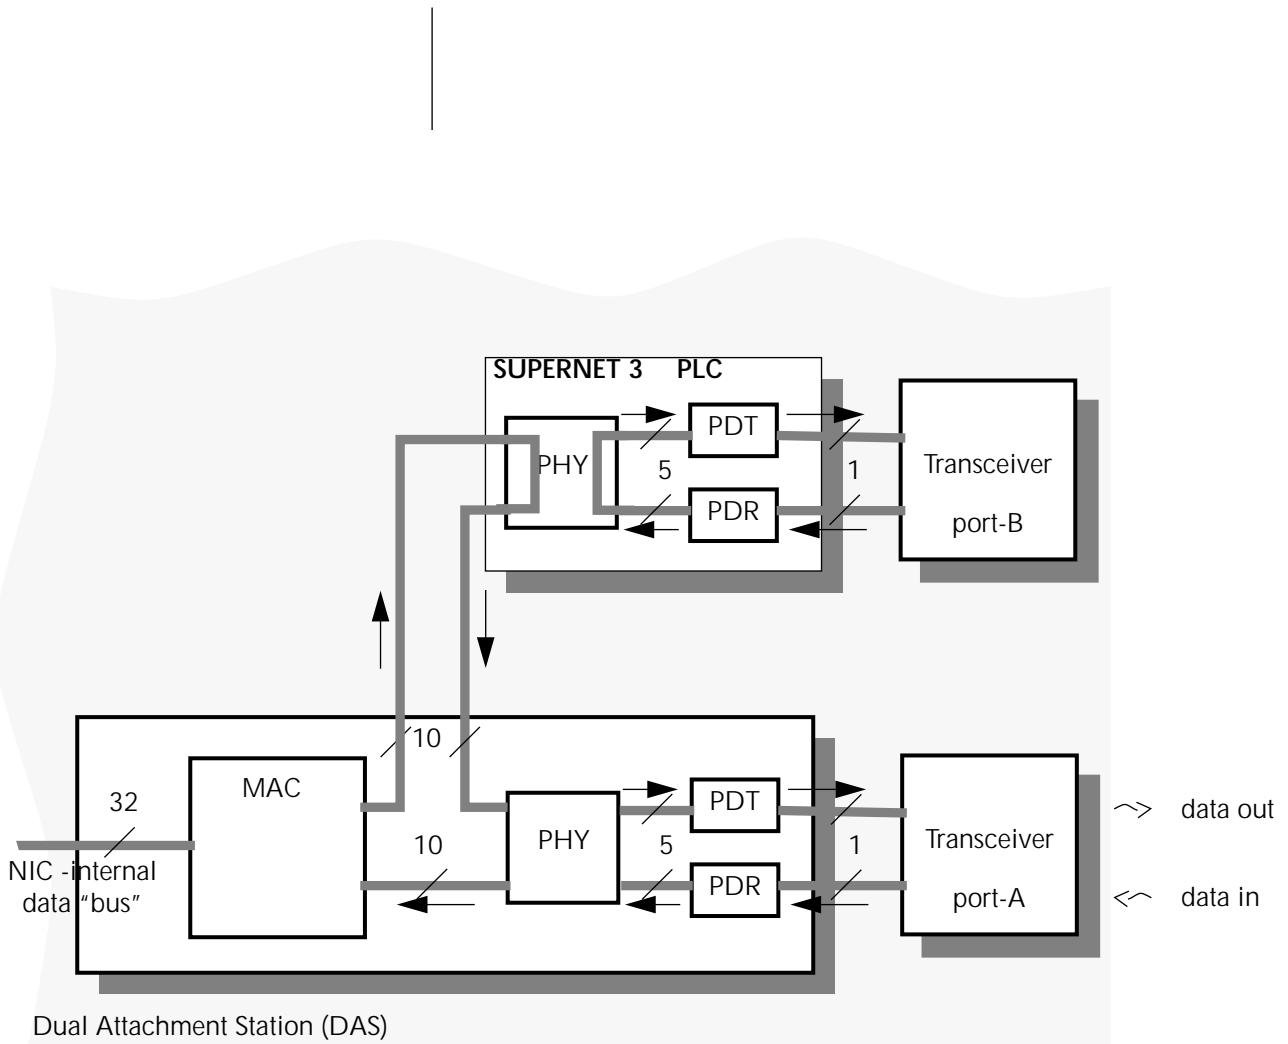 SUPERNET 3 PLC
PDT
PHY
5
1
PDR
Transceiver
port-B
10
MAC
32
NIC -internal
data "bus"
10
PHY
PDT
5
1
PDR
Transceiver
port-A
data out
data in
Dual Attachment Station (DAS)